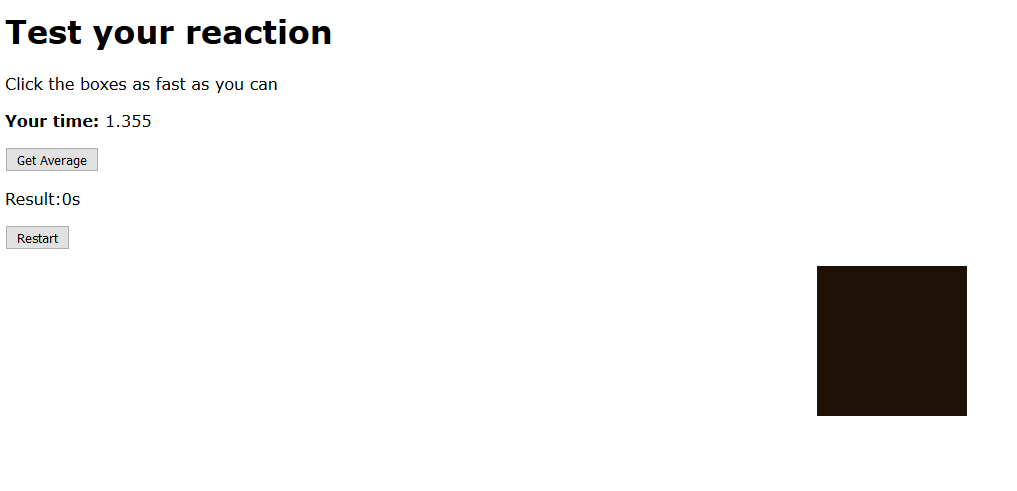 Test your reaction
Click the boxes as fast as you can
Your time: 1.355
Get Average
Result:0s
Restart